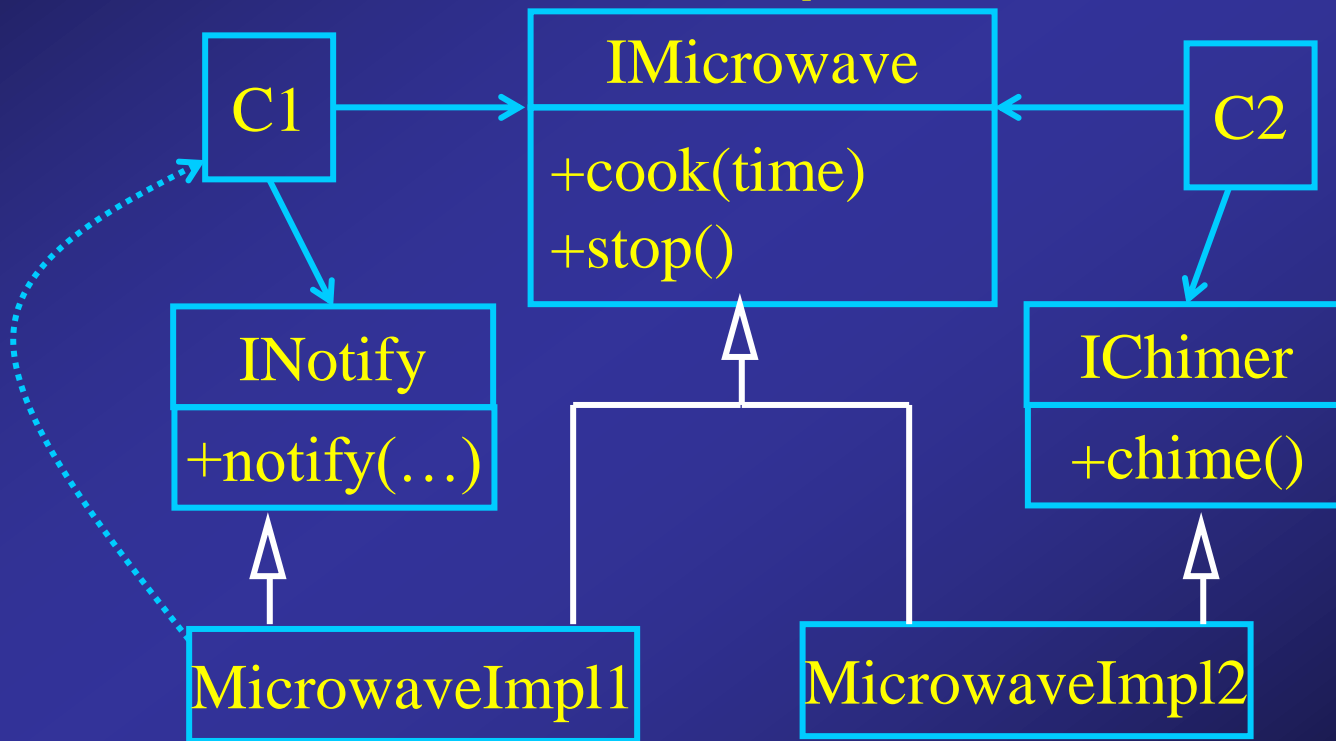 C1
IMicrowave
+cook(time)
+stop()
C2
INotify
+notify(…)
IChimer
+chime()
MicrowaveImpl1
MicrowaveImpl2